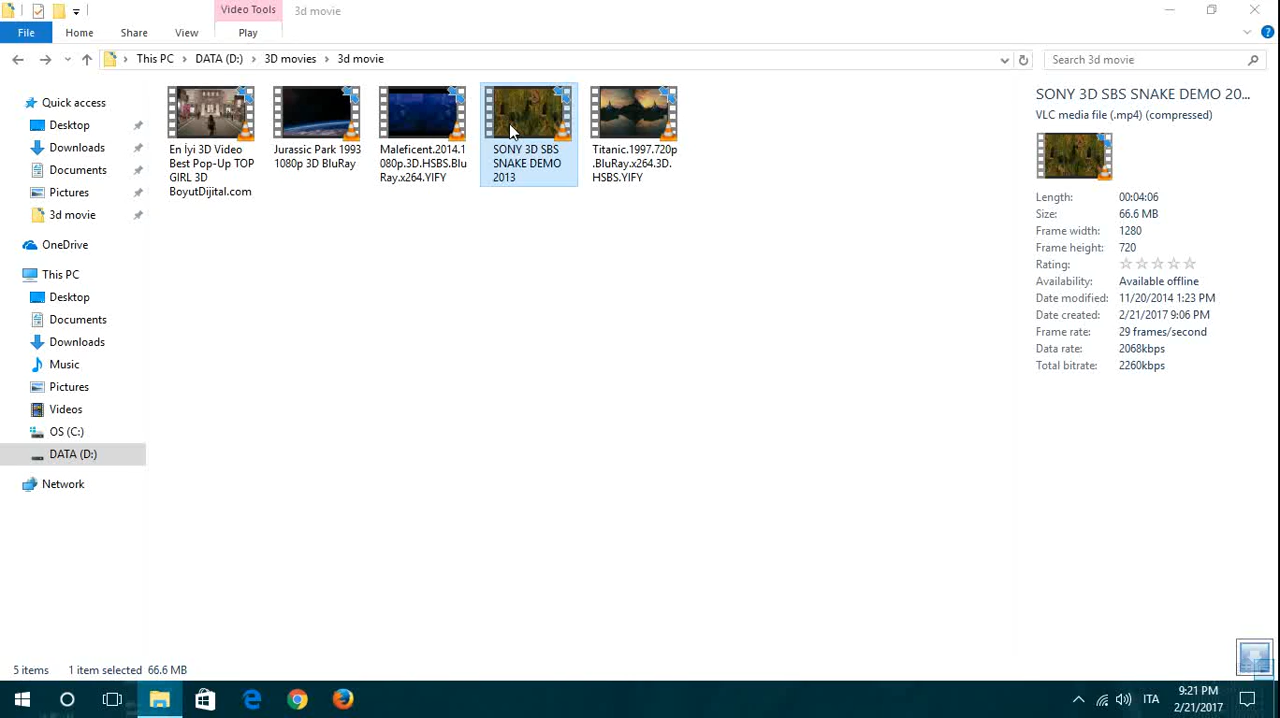 Video Tools
3d movie
File
Home
Share
View
Play
This PC
DATA (D:)
3D movies
3d movie
Search 3d movie
Quick access
Desktop
Downloads
Documents
Pictures
3d movie
OneDrive
This PC
Desktop
Documents
Downloads
Music
Pictures
Videos
OS (C:)
DATA (D:)
Network
En İyi 3D Video
Best Pop-Up TOP
GIRL 3D
BoyutDijital.com
Jurassic Park 1993
1080p 3D BluRay
Maleficent.2014.1
080p.3D.HSBS.Blu
Ray.x264.YIFY
SONY 3D SBS
SNAKE DEMO
2013
Titanic.1997.720p
.BluRay.x264.3D.
HSBS.YIFY
SONY 3D SBS SNAKE DEMO 20...
VLC media file (.mp4) (compressed)
Length: 00:04:06
Size: 66.6 MB
Frame width: 1280
Frame height: 720
Rating:
Availability: Available offline
Date modified: 11/20/2014 1:23 PM
Date created: 2/21/2017 9:06 PM
Frame rate: 29 frames/second
Data rate: 2068kbps
Total bitrate: 2260kbps
5 items 1 item selected 66.6 MB
ITA
9:21 PM
2/21/2017